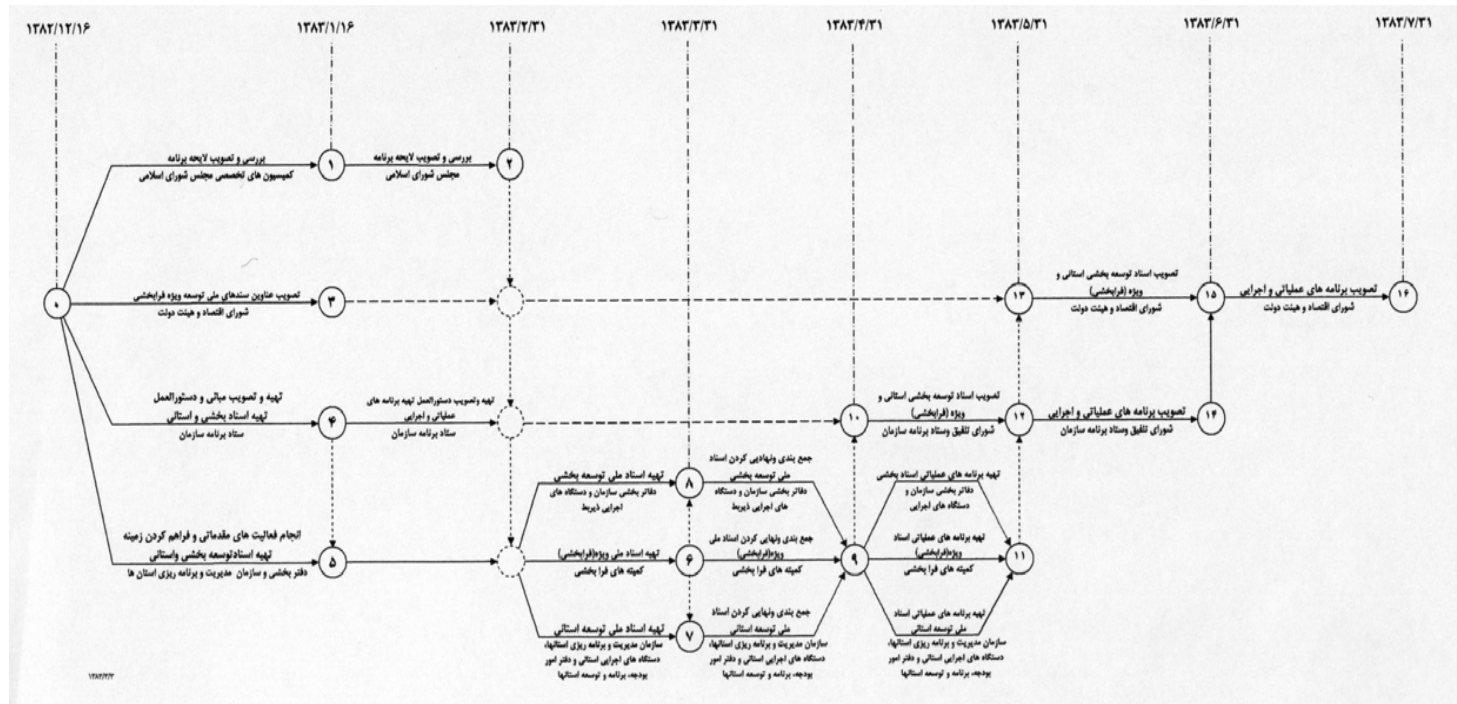 ۱۳۸۲/۱۲/۱۶
۱۳۸۳/۱/۱۶
۱۳۸۳/۲/۳۱
۱۳۸۳/۳/۳۱
۱۳۸۳/۴/۳۱
۱۳۸۳/۵/۳۱
۱۳۸۳/۶/۳۱
۱۳۸۳/۷/۳۱
بررسی و تصویب لایحه برنامه
کمیسیون های تخصصی مجلس شورای اسلامی
۱
بررسی و تصویب لایحه برنامه
مجلس شورای اسلامی
۲
۰
تصویب عناوین سندهای ملی توسعه ویژه فرابخشی
شورای اقتصاد و هیئت دولت
۳
۱۳
تصویب اسناد توسعه بخشی استانی و
ویژه (فرابخشی)
شورای اقتصاد و هیئت دولت
۱۵
تصویب برنامه های عملیاتی و اجرایی
شورای اقتصاد و هیئت دولت
۱۶
تهیه و تصویب مبانی و دستورالعمل
تهیه اسناد بخشی و استانی
ستاد برنامه سازمان
۴
تهیه وتصویب دستورالعمل تهیه برنامه های
عملیاتی و اجرایی
ستاد برنامه سازمان
۱۰
تصویب اسناد توسعه بخشی استانی و
ویژه (فرابخشی)
شورای تلفیق وستاد برنامه سازمان
۱۲
تصویب برنامه های عملیاتی و اجرایی
شورای تلفیق وستاد برنامه سازمان
۱۴
انجام فعالیت های مقدماتی و فراهم کردن زمینه
تهیه اسنادتوسعه بخشی واستانی
دفتر بخشی و سازمان مدیریت و برنامه ریزی استان ها
۵
تهیه اسناد ملی توسعه بخشی
دفاتر بخشی سازمان و دستگاه های
اجرایی ذیربط
۸
جمع بندی ونهادیی کردن اسناد
ملی توسعه بخشی
دفاتر بخشی سازمان و دستگاه
های اجرایی ذیربط
تهیه برنامه های عملیاتی اسناد بخشی
دفاتر بخشی سازمان و
دستگاه های اجرایی
تهیه اسناد ملی ویژه(فرابخشی)
کمیته های فرا بخشی
۶
جمع بندی ونهایی کردن اسناد ملی
ویژه(فرابخشی)
کمیته های فرا بخشی
۹
تهیه برنامه های عملیاتی اسناد
ویژه(فرابخشی)
کمیته های فرا بخشی
۱۱
تهیه اسناد ملی توسعه استانی
سازمان مدیریت و برنامه ریزی استانها،
دستگاه های اجرایی استانی و دفتر امور
بودجه، برنامه و توسعه استانها
۷
جمع بندی ونهایی کردن اسناد
ملی توسعه استانی
سازمان مدیریت و برنامه ریزی استانها،
دستگاه های اجرایی استانی و دفتر امور
بودجه، برنامه و توسعه استانها
تهیه برنامه های عملیاتی اسناد
ملی توسعه استانی
سازمان مدیریت و برنامه ریزی استانها،
دستگاه های اجرایی استانی و دفتر امور
بودجه، برنامه و توسعه استانها